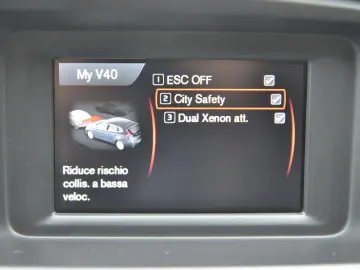 My V40
1 ESC OFF
2 City Safety
3 Dual Xenon att.
Riduce rischio
collis. a bassa
veloc.